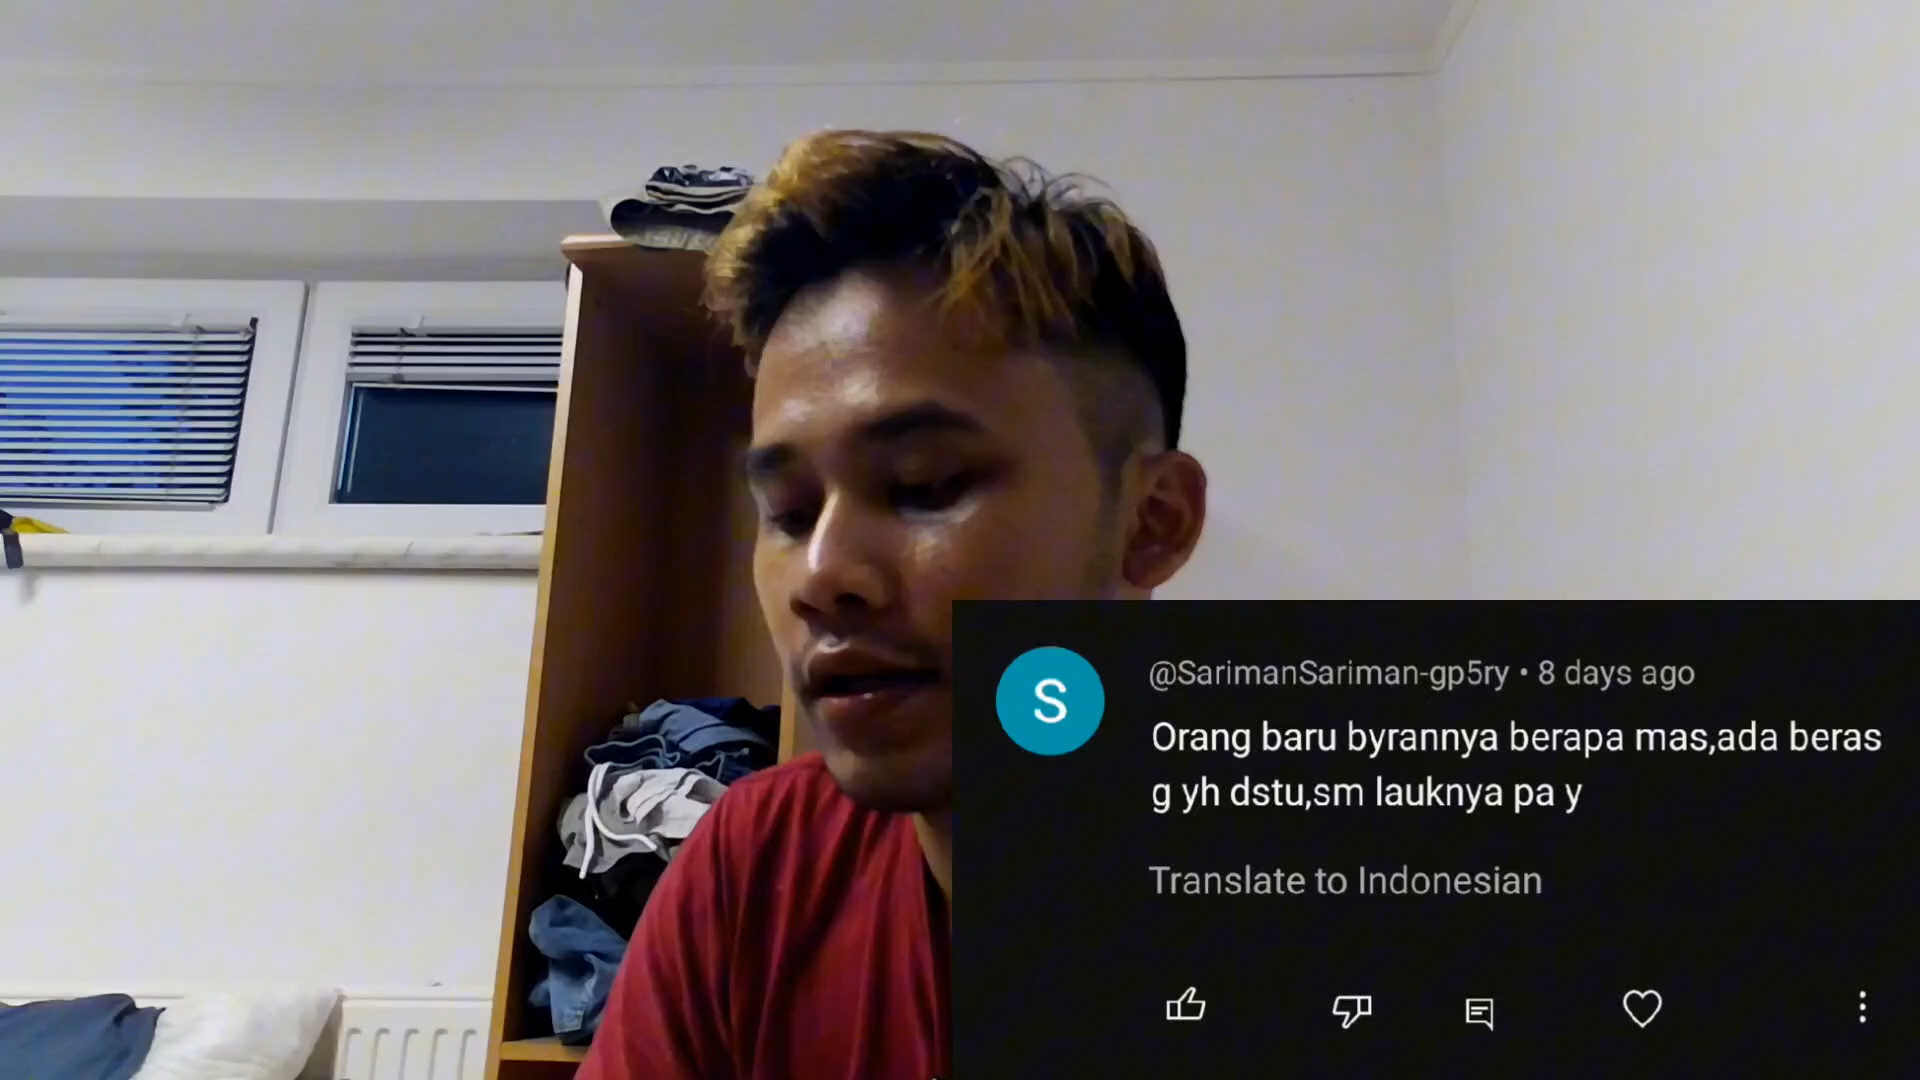 S
@SarimanSariman-gp5ry • 8 days ago
Orang baru byrannya berapa mas,ada beras
g yh dstu,sm lauknya pa y
Translate to Indonesian